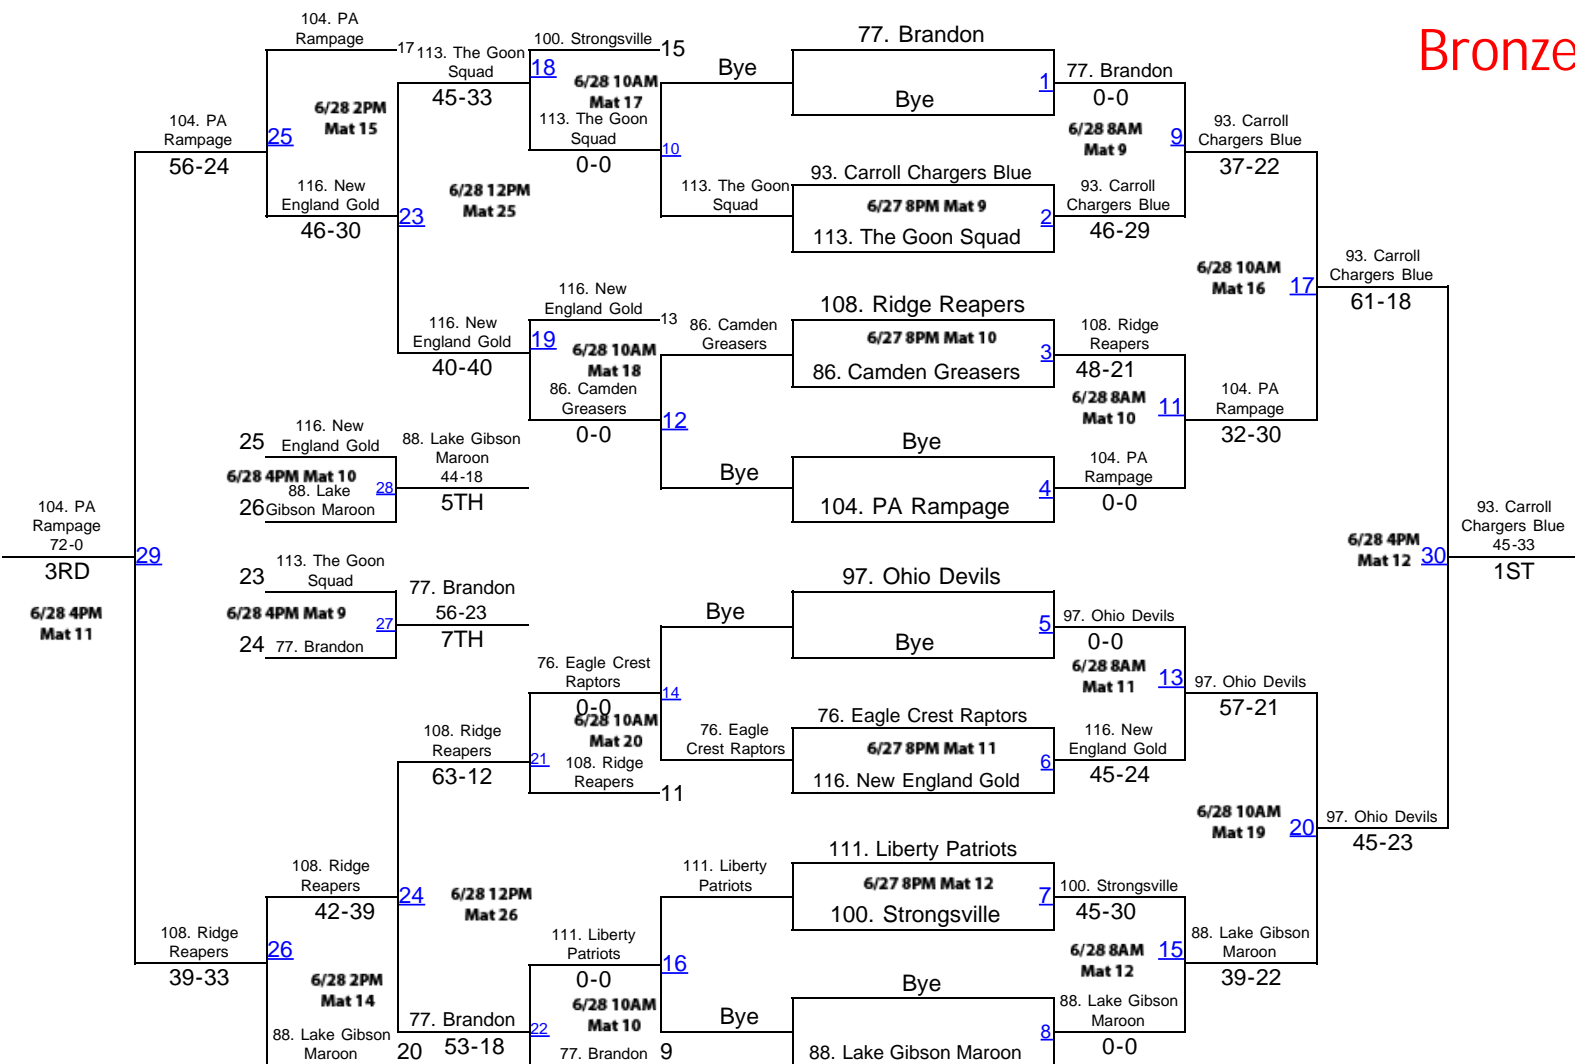 Bronze
104. PA
Rampage
17
113. The Goon
Squad
45-33
100. Strongsville
15
18
6/28 10AM
Mat 17
113. The Goon
Squad
0-0
Bye
77. Brandon
Bye
1
77. Brandon
0-0
6/28 8AM
Mat 9
9
93. Carroll
Chargers Blue
37-22
6/28 2PM
Mat 15
104. PA
Rampage
56-24
25
10
116. New
England Gold
46-30
23
6/28 12PM
Mat 25
113. The Goon
Squad
93. Carroll Chargers Blue
6/27 8PM Mat 9
113. The Goon Squad
2
93. Carroll
Chargers Blue
46-29
6/28 10AM
Mat 16
17
93. Carroll
Chargers Blue
61-18
116. New
England Gold
40-40
116. New
England Gold
13
19
6/28 10AM
Mat 18
86. Camden
Greasers
0-0
86. Camden
Greasers
12
108. Ridge Reapers
6/27 8PM Mat 10
86. Camden Greasers
3
108. Ridge
Reapers
48-21
6/28 8AM
Mat 10
11
104. PA
Rampage
32-30
Bye
Bye
104. PA Rampage
4
104. PA
Rampage
0-0
25
116. New
England Gold
6/28 4PM Mat 10
26
88. Lake
Gibson Maroon
28
88. Lake Gibson
Maroon
44-18
5TH
104. PA
Rampage
72-0
3RD
29
6/28 4PM
Mat 11
6/28 4PM
Mat 12
30
93. Carroll
Chargers Blue
45-33
1ST
23
113. The Goon
Squad
6/28 4PM Mat 9
24
77. Brandon
27
77. Brandon
56-23
7TH
Bye
97. Ohio Devils
Bye
5
97. Ohio Devils
0-0
6/28 8AM
Mat 11
13
97. Ohio Devils
57-21
76. Eagle Crest
Raptors
0-0
6/28 10AM
Mat 20
108. Ridge
Reapers
11
21
14
76. Eagle
Crest Raptors
76. Eagle Crest Raptors
6/27 8PM Mat 11
116. New England Gold
6
116. New
England Gold
45-24
108. Ridge
Reapers
63-12
6/28 10AM
Mat 19
20
97. Ohio Devils
45-23
108. Ridge
Reapers
42-39
24
6/28 12PM
Mat 26
111. Liberty
Patriots
111. Liberty Patriots
6/27 8PM Mat 12
100. Strongsville
7
100. Strongsville
45-30
6/28 8AM
Mat 12
15
88. Lake Gibson
Maroon
39-22
108. Ridge
Reapers
39-33
26
6/28 2PM
Mat 14
88. Lake Gibson
Maroon
20
77. Brandon
53-18
22
111. Liberty
Patriots
0-0
6/28 10AM
Mat 10
77. Brandon
9
16
Bye
Bye
88. Lake Gibson Maroon
8
88. Lake Gibson
Maroon
0-0